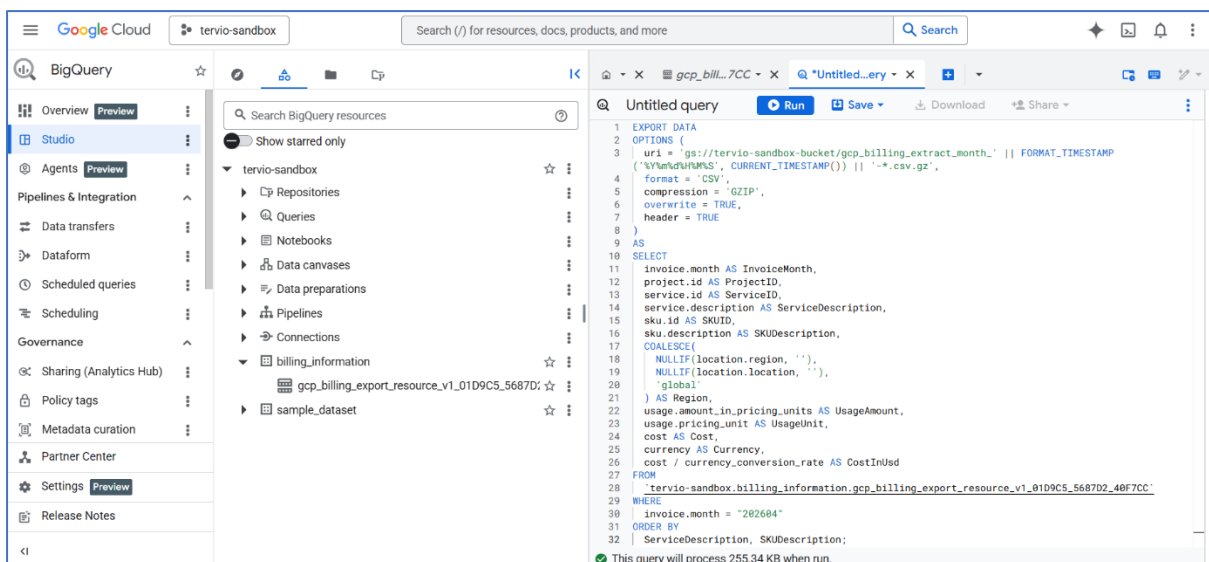 Google Cloud
tervio-sandbox
Search (/) for resources, docs, products, and more
Search
BigQuery
Overview Preview
Studio
Agents Preview
Pipelines & Integration
Data transfers
Dataform
Scheduled queries
Scheduling
Governance
Sharing (Analytics Hub)
Policy tags
Metadata curation
Partner Center
Settings Preview
Release Notes
Search BigQuery resources
Show starred only
tervio-sandbox
Repositories
Queries
Notebooks
Data canvases
Data preparations
Pipelines
Connections
billing_information
gcp_billing_export_resource_v1_01D9C5_5687D2
sample_dataset
gcp_bill...7CC
*Untitled...ery
Untitled query
Run
Save
Download
Share
1 EXPORT DATA
2 OPTIONS (
3 uri = 'gs://tervio-sandbox-bucket/gcp_billing_extract_month_' || FORMAT_TIMESTAMP
('%Y%m%d%H%M%S', CURRENT_TIMESTAMP()) || '-*.csv.gz',
4 format = 'CSV',
5 compression = 'GZIP',
6 overwrite = TRUE,
7 header = TRUE
8 )
9 AS
10 SELECT
11 invoice.month AS InvoiceMonth,
12 project.id AS ProjectID,
13 service.id AS ServiceID,
14 service.description AS ServiceDescription,
15 sku.id AS SKUID,
16 sku.description AS SKUDescription,
17 COALESCE(
18 NULLIF(location.region, ''),
19 NULLIF(location.location, ''),
20 'global'
21 ) AS Region,
22 usage.amount_in_pricing_units AS UsageAmount,
23 usage.pricing_unit AS UsageUnit,
24 cost AS Cost,
25 currency AS Currency,
26 cost / currency_conversion_rate AS CostInUsd
27 FROM
28 `tervio-sandbox.billing_information.gcp_billing_export_resource_v1_01D9C5_5687D2_40F7CC`
29 WHERE
30 invoice.month = "202604"
31 ORDER BY
32 ServiceDescription, SKUDescription;
This query will process 255.34 KB when run.